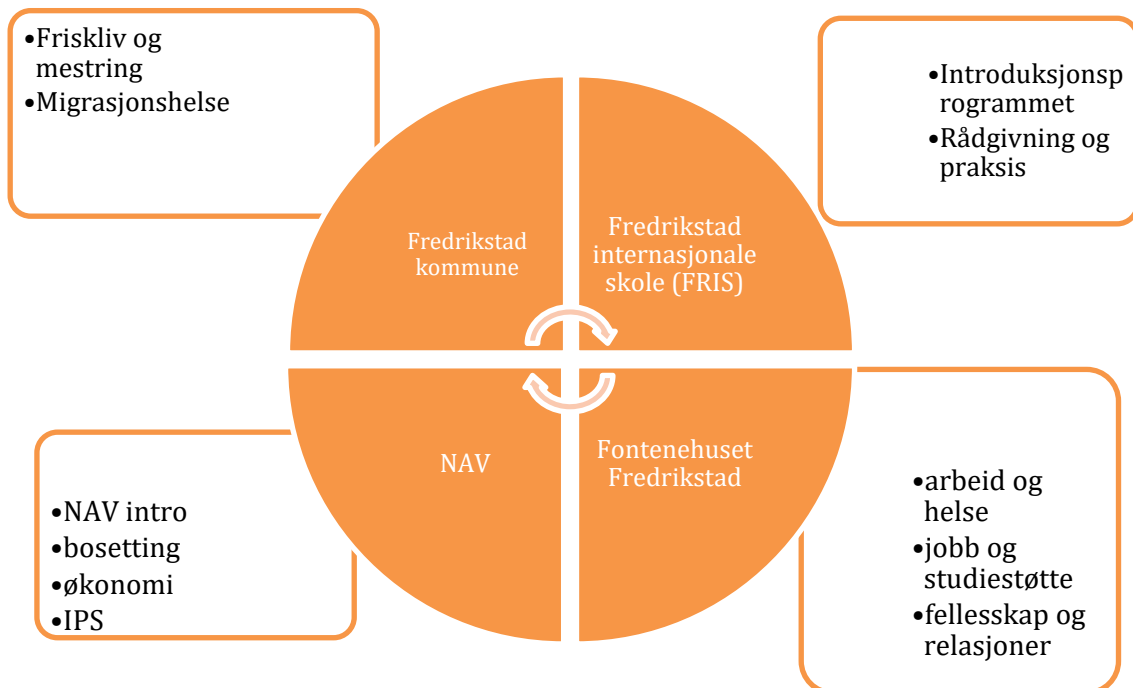 •Friskliv og
mestring
•Migrasjonshelse
•Introduksjonsp
rogrammet
•Rådgivning og
praksis
Fredrikstad
kommune
Fredrikstad
internasjonale
skole (FRIS)
NAV
Fontenehuset
Fredrikstad
•NAV intro
•bosetting
•økonomi
•IPS
•arbeid og
helse
•jobb og
studiestøtte
•fellesskap og
relasjoner